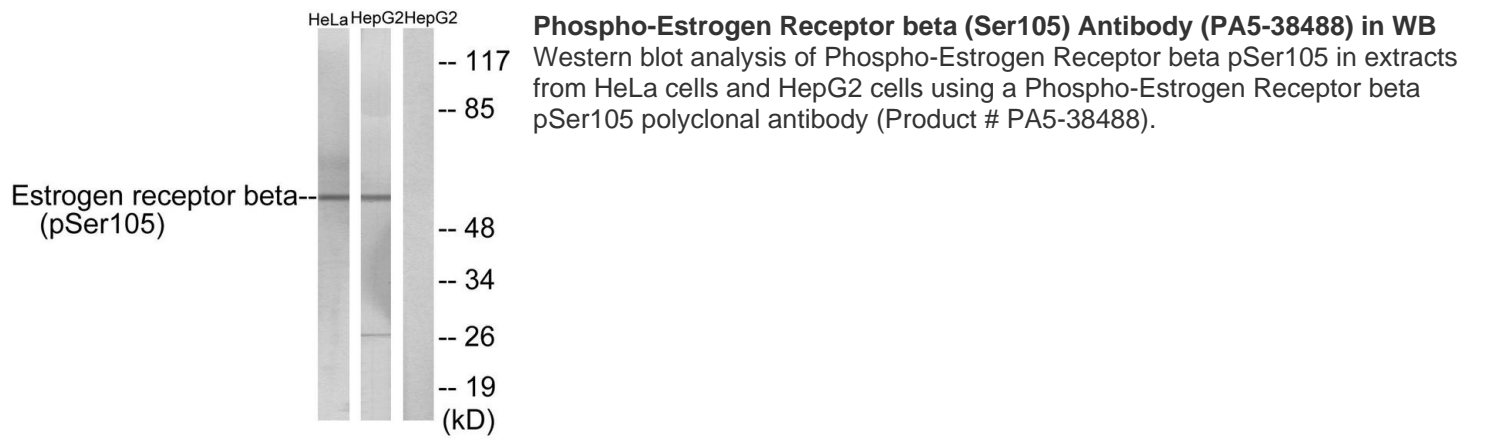 HeLa HepG2 HepG2
-- 117
-- 85
Estrogen receptor beta--
(pSer105)
-- 48
-- 34
-- 26
-- 19
(kD)
Phospho-Estrogen Receptor beta (Ser105) Antibody (PA5-38488) in WB
Western blot analysis of Phospho-Estrogen Receptor beta pSer105 in extracts
from HeLa cells and HepG2 cells using a Phospho-Estrogen Receptor beta
pSer105 polyclonal antibody (Product # PA5-38488).